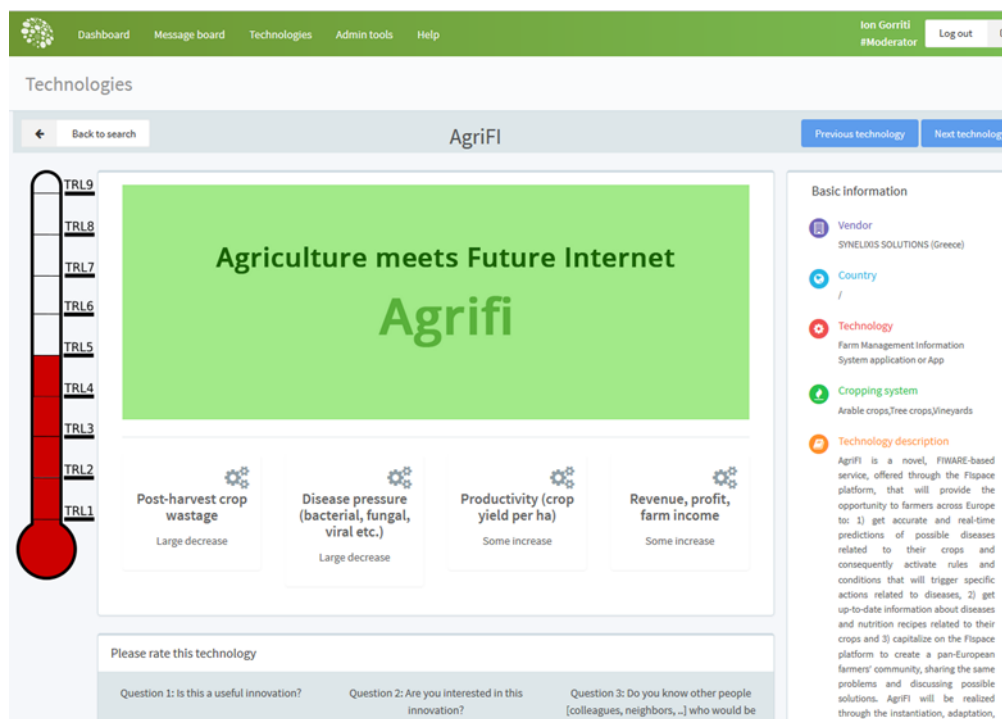 Dashboard Message board Technologies Admin tools Help
Ion Gorriti
#Moderator
Log out
Technologies
Back to search
AgriFI
Previous technology
Next technolog
TRL9
TRL8
TRL7
TRL6
TRL5
TRL4
TRL3
TRL2
TRL1
Agriculture meets Future Internet
Agrifi
Post-harvest crop
wastage
Large decrease
Disease pressure
(bacterial, fungal,
viral etc.)
Large decrease
Productivity (crop
yield per ha)
Some increase
Revenue, profit,
farm income
Some increase
Please rate this technology
Question 1: Is this a useful innovation?
Question 2: Are you interested in this
innovation?
Question 3: Do you know other people
[colleagues, neighbors, ..] who would be
Basic information
Vendor
SYNELIXIS SOLUTIONS (Greece)
Country
/
Technology
Farm Management Information
System application or App
Cropping system
Arable crops,Tree crops,Vineyards
Technology description
AgriFI is a novel, FIWARE-based
service, offered through the FIspace
platform, that will provide the
opportunity to farmers across Europe
to: 1) get accurate and real-time
predictions of possible diseases
related to their crops and
consequently activate rules and
conditions that will trigger specific
actions related to diseases, 2) get
up-to-date information about diseases
and nutrition recipes related to their
crops and 3) capitalize on the FIspace
platform to create a pan-European
farmers' community, sharing the same
problems and discussing possible
solutions. AgriFI will be realized
through the instantiation, adaptation,